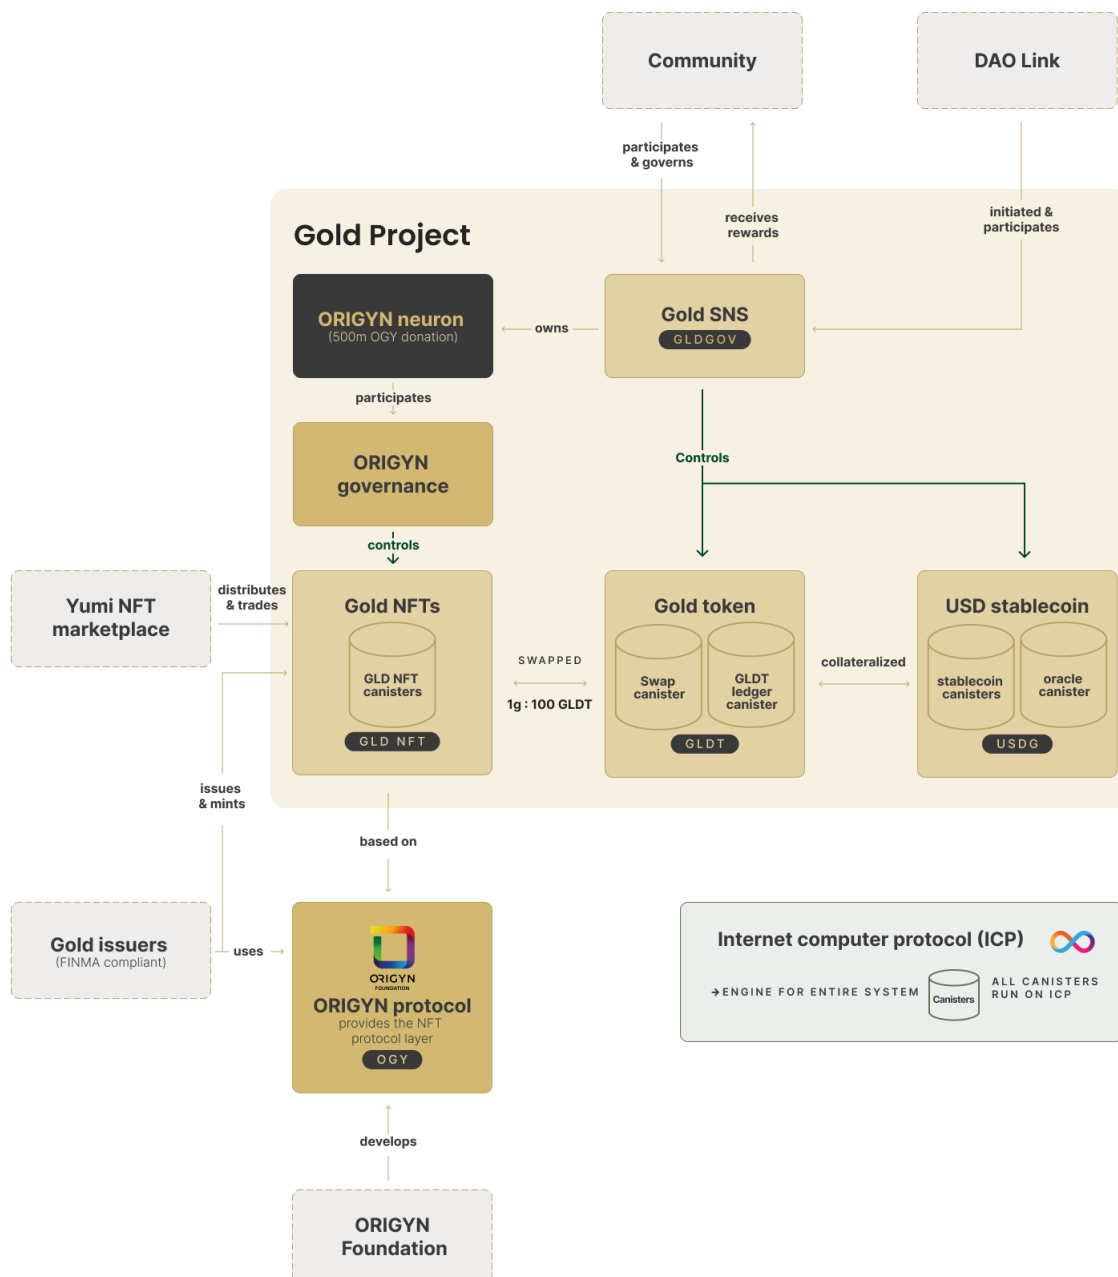 Community
DAO Link
participates
& governs
receives
rewards
initiated &
participates
Gold Project
ORIGYN neuron
(500m OGY donation)
owns
Gold SNS
GLDGOV
participates
ORIGYN
governance
Controls
controls
Yumi NFT
marketplace
distributes
& trades
Gold NFTs
GLD NFT
canisters
GLD NFT
SWAPPED
1g : 100 GLDT
Gold token
Swap
canister
GLDT
ledger
canister
GLDT
collateralized
USD stablecoin
stablecoin
canisters
oracle
canister
USDG
issues
& mints
based on
Gold issuers
(FINMA compliant)
uses
ORIGYN
FOUNDATION
ORIGYN protocol
provides the NFT
protocol layer
OGY
Internet computer protocol (ICP)
→ENGINE FOR ENTIRE SYSTEM
Canisters
ALL CANISTERS
RUN ON ICP
develops
ORIGYN
Foundation